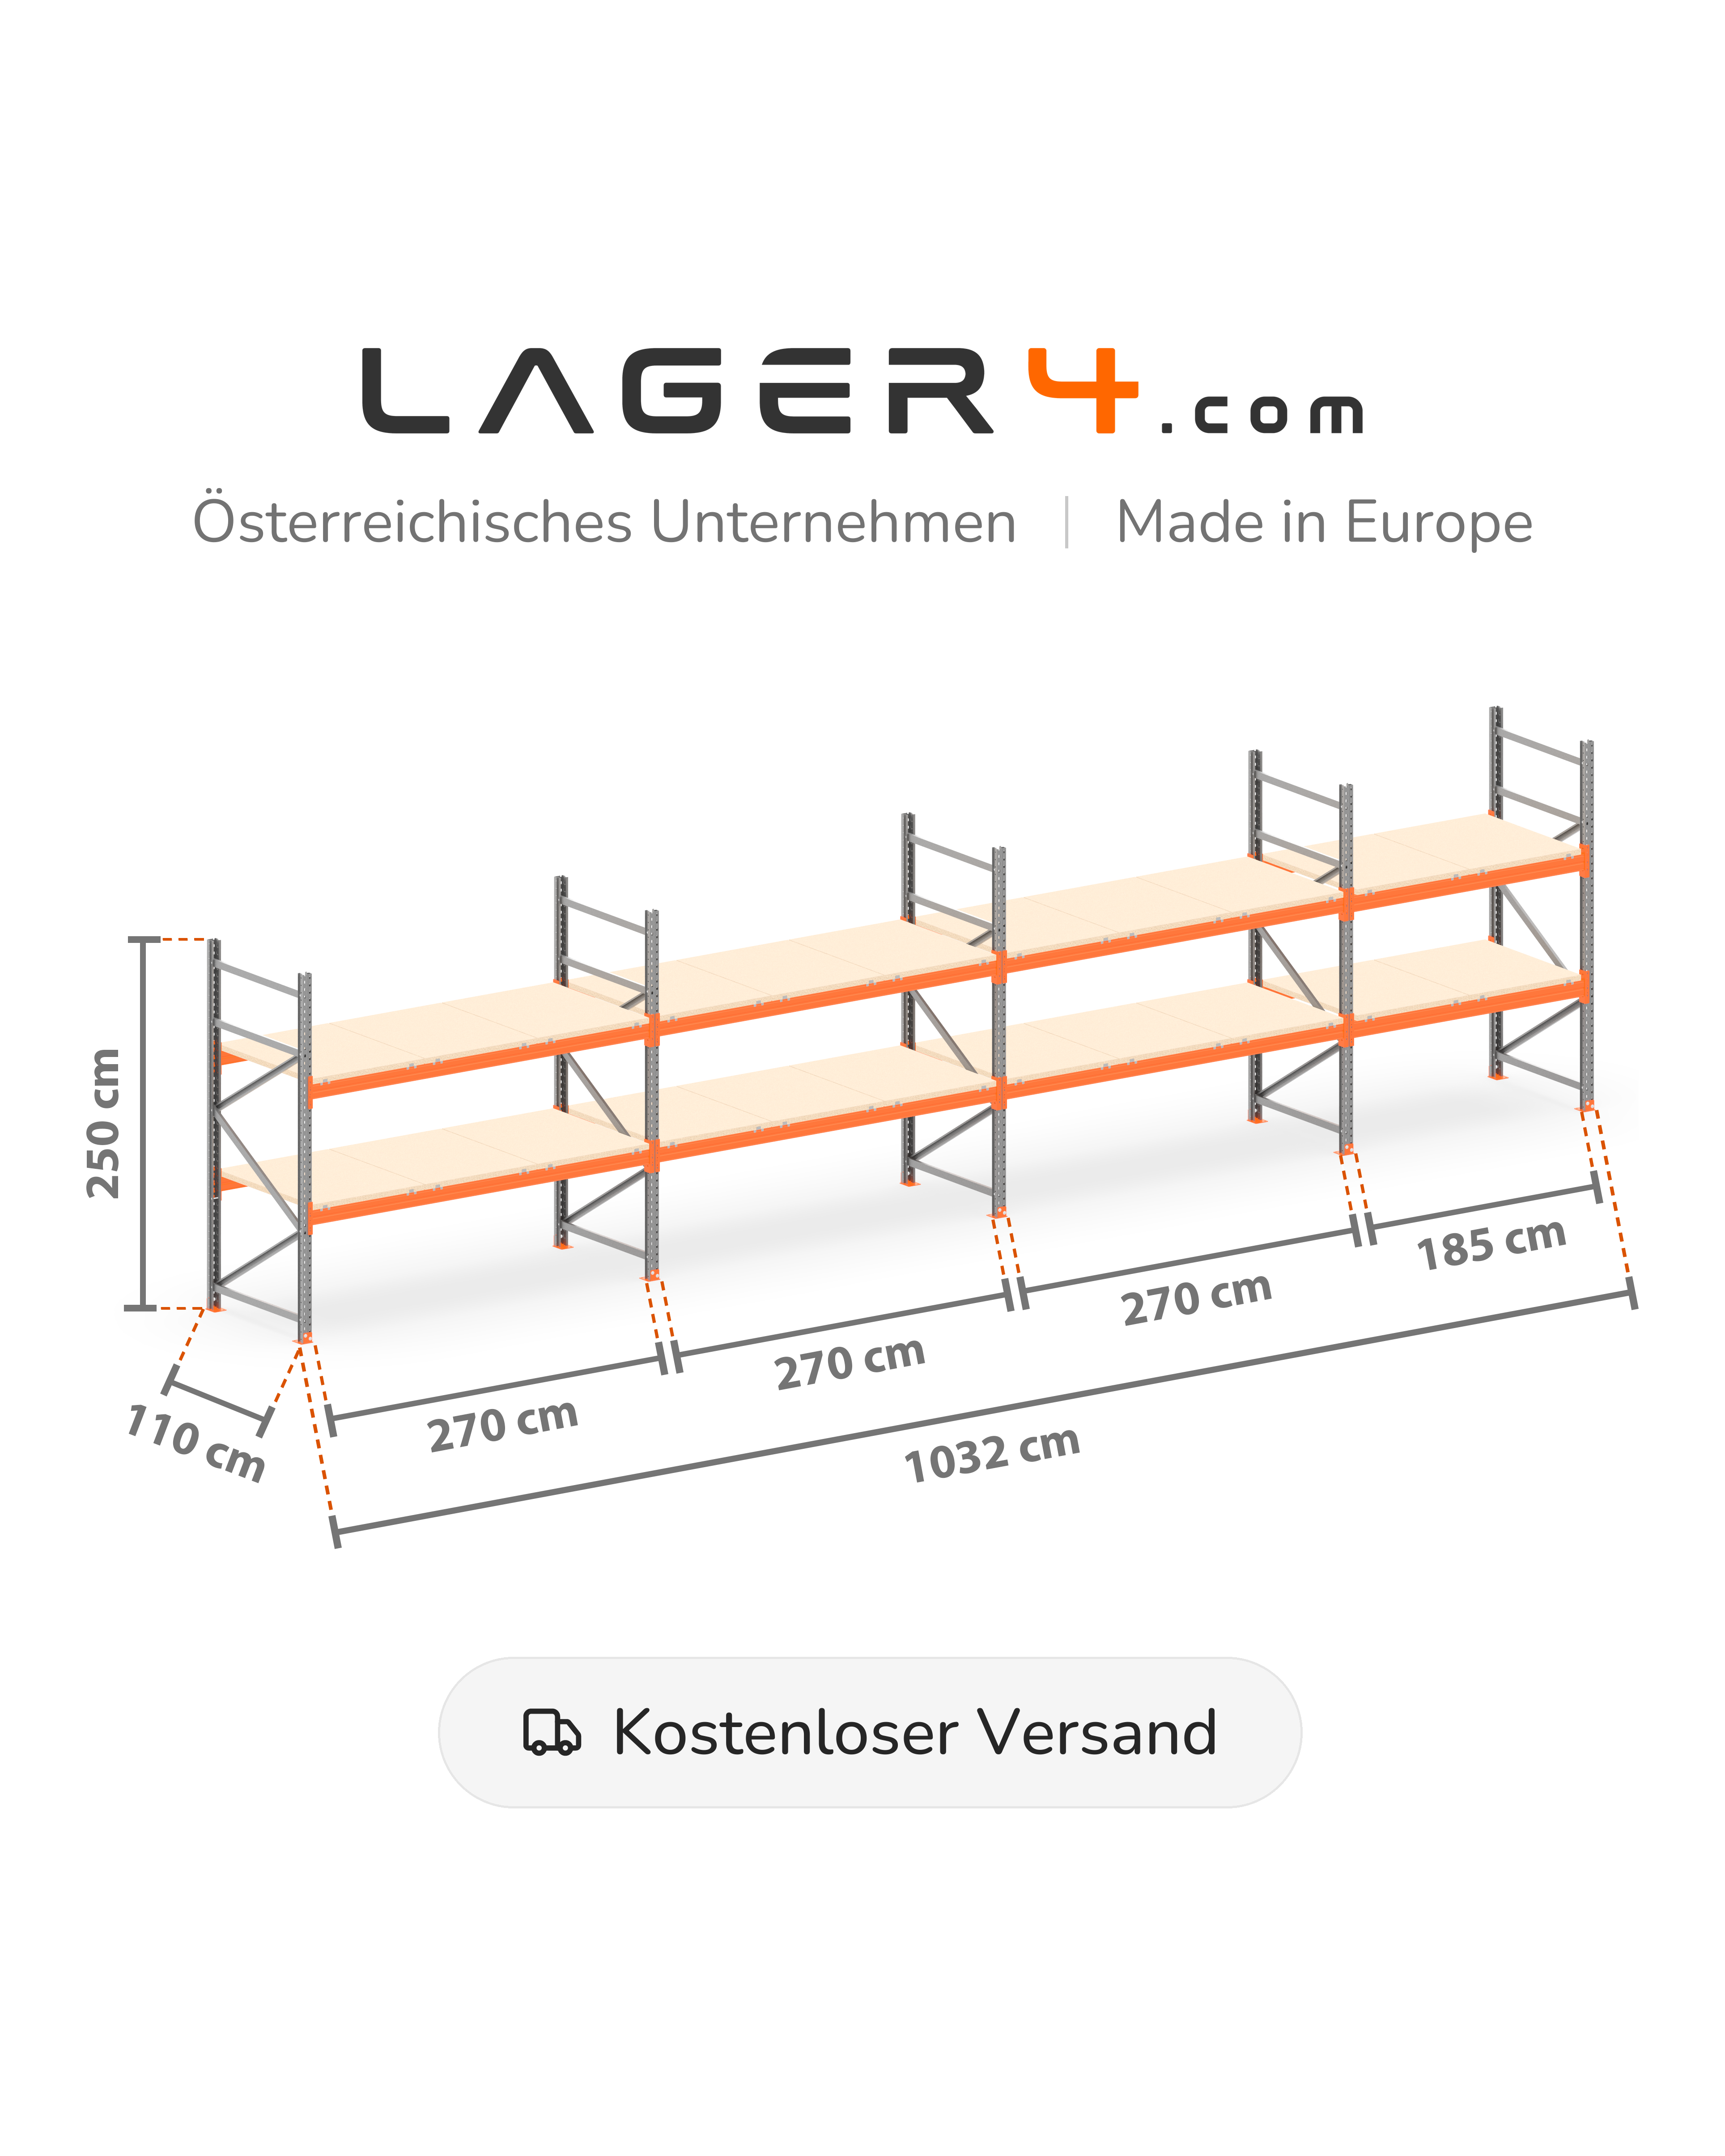 LAGER4.com
Österreichisches Unternehmen | Made in Europe
250 cm
110 cm
270 cm
270 cm
270 cm
185 cm
1032 cm
Kostenloser Versand